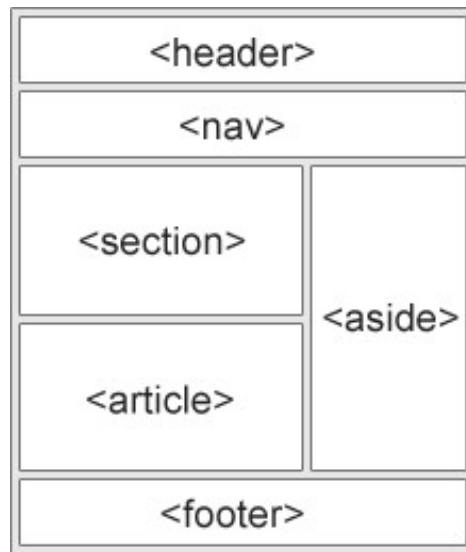 <header>
<nav>
<section>
<aside>
<article>
<footer>